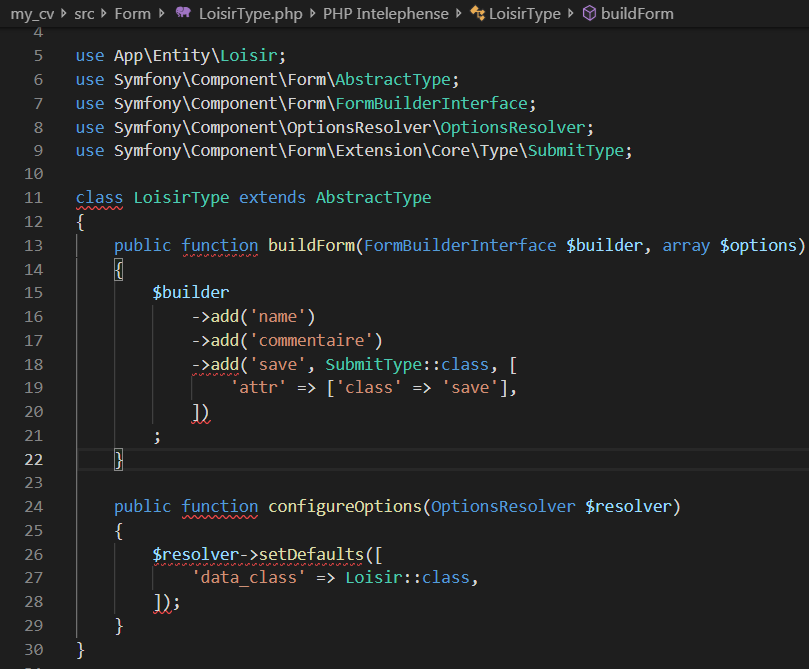 my_cv > src > Form > LoisirType.php > PHP Intelephense > LoisirType > buildForm
4
5 use App\Entity\Loisir;
6 use Symfony\Component\Form\AbstractType;
7 use Symfony\Component\Form\FormBuilderInterface;
8 use Symfony\Component\OptionsResolver\OptionsResolver;
9 use Symfony\Component\Form\Extension\Core\Type\SubmitType;
10
11 class LoisirType extends AbstractType
12 {
13     public function buildForm(FormBuilderInterface $builder, array $options)
14     {
15         $builder
16             ->add('name')
17             ->add('commentaire')
18             ->add('save', SubmitType::class, [
19                 'attr' => ['class' => 'save'],
20             ])
21         ;
22     }
23
24     public function configureOptions(OptionsResolver $resolver)
25     {
26         $resolver->setDefaults([
27             'data_class' => Loisir::class,
28         ]);
29     }
30 }